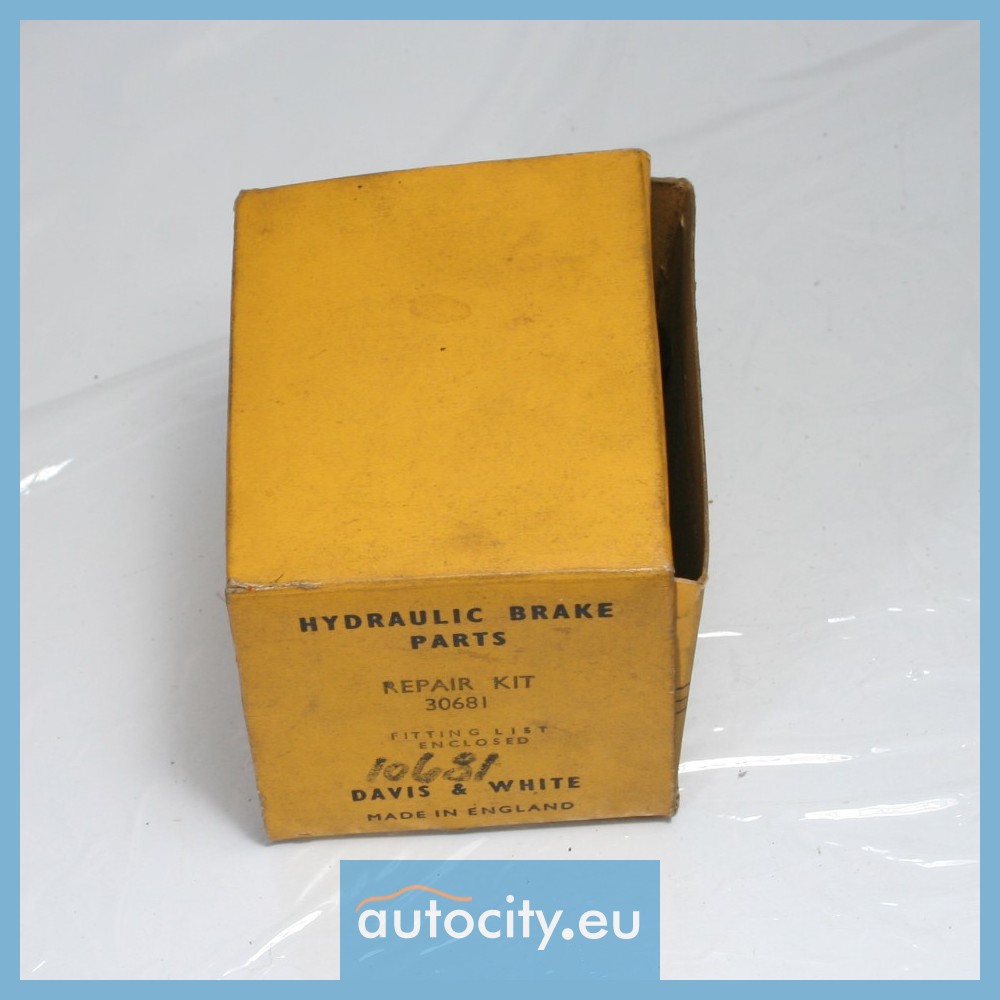 HYDRAULIC BRAKE
PARTS
REPAIR KIT
30681
FITTING LIST
ENCLOSED
10681
DAVIS & WHITE
MADE IN ENGLAND
autocity.eu